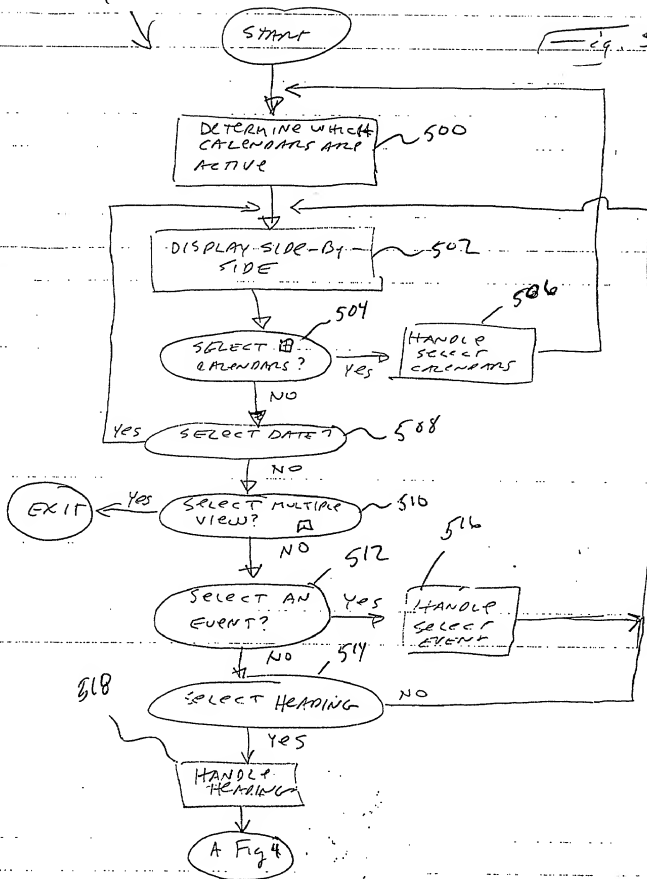 START
Fig. 5
DETERMINE WHICH
CALENDARS ARE
ACTIVE
500
DISPLAY SIDE-BY-
SIDE
502
504
506
SELECT
CALENDARS?
Yes
HANDLE
SELECT
CALENDARS
NO
Yes
SELECT DATE?
508
NO
EXIT
Yes
SELECT MULTIPLE
VIEW?
510
NO
512
516
SELECT AN
EVENT?
Yes
HANDLE
SELECT
EVENT
NO
514
518
SELECT HEADING
NO
Yes
HANDLE
HEADING
A Fig 4